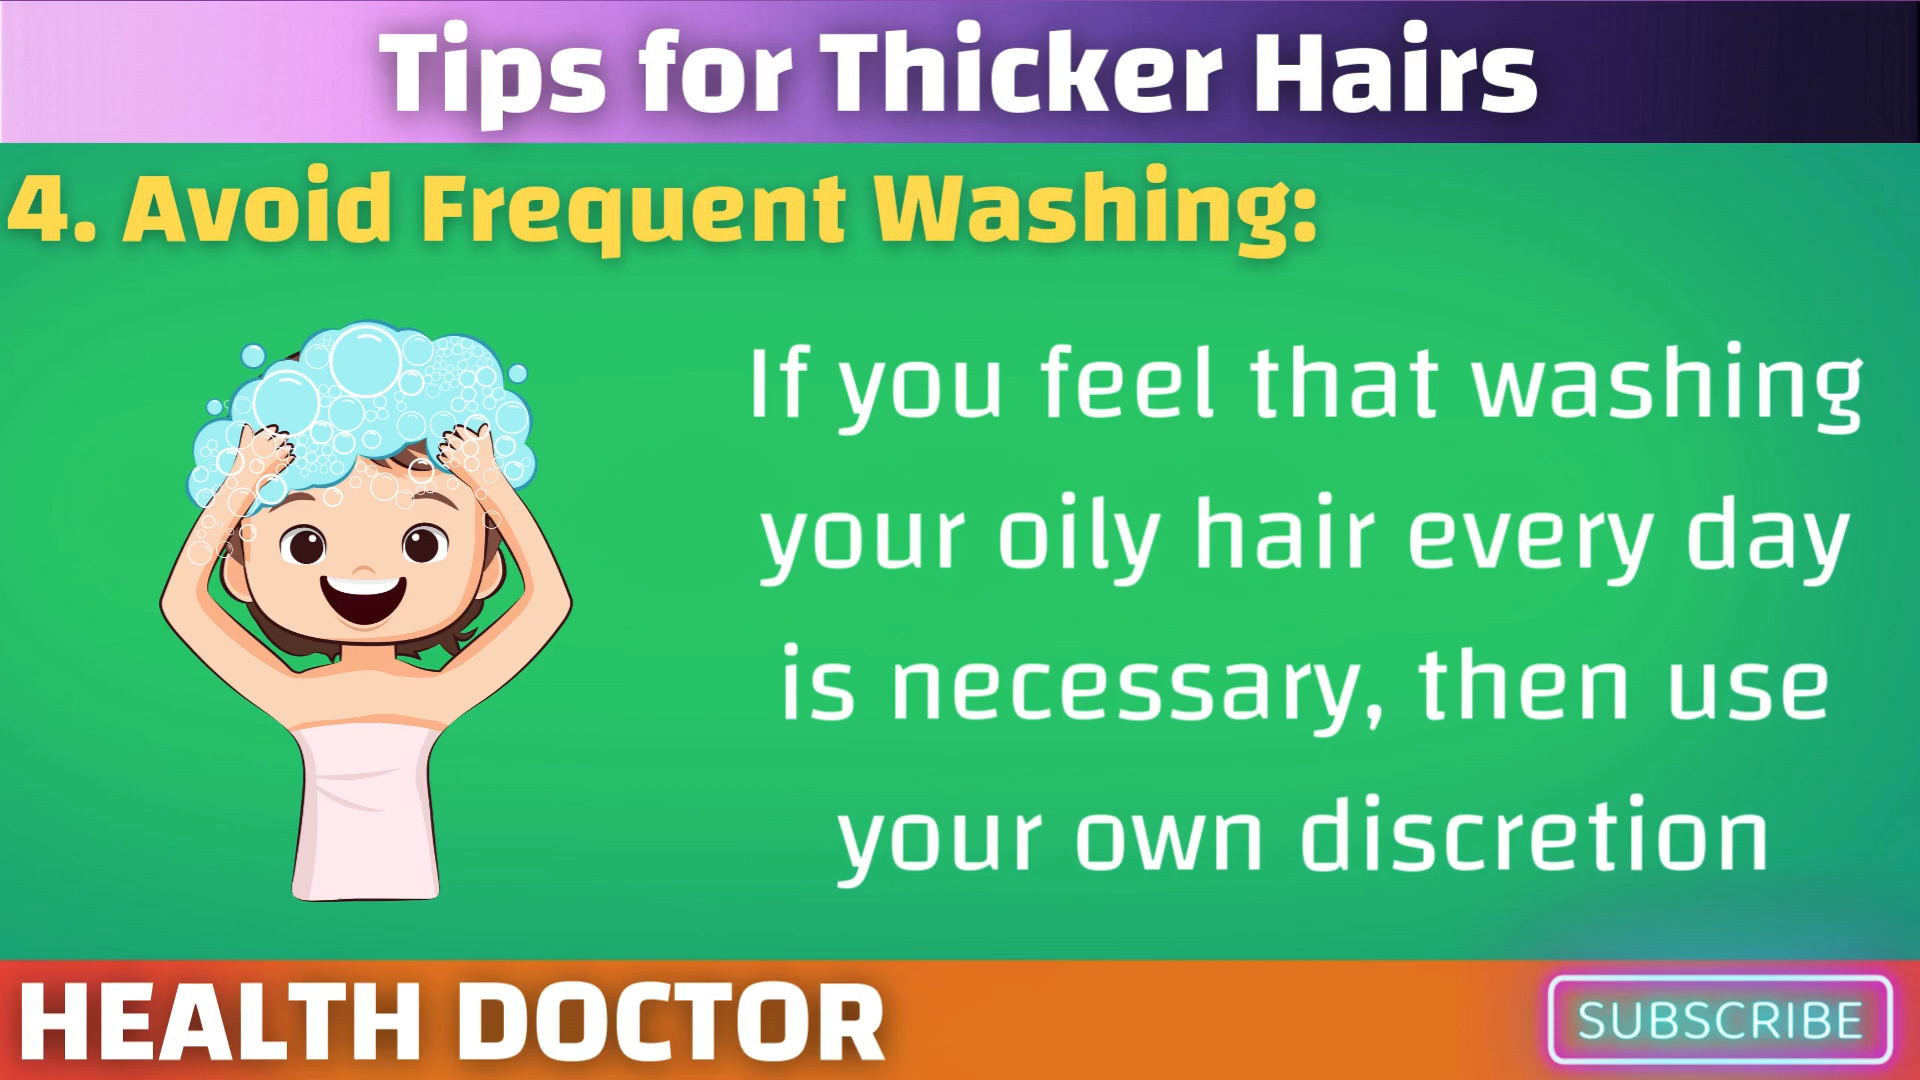 Tips for Thicker Hairs
4. Avoid Frequent Washing:
If you feel that washing
your oily hair every day
is necessary, then use
your own discretion
HEALTH DOCTOR
SUBSCRIBE